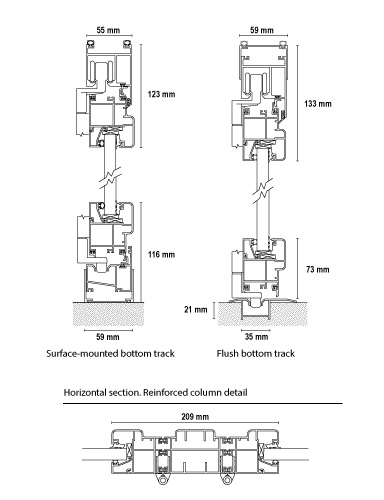 55 mm
59 mm
123 mm
133 mm
116 mm
73 mm
21 mm
59 mm
35 mm
Surface-mounted bottom track
Flush bottom track
Horizontal section. Reinforced column detail
209 mm